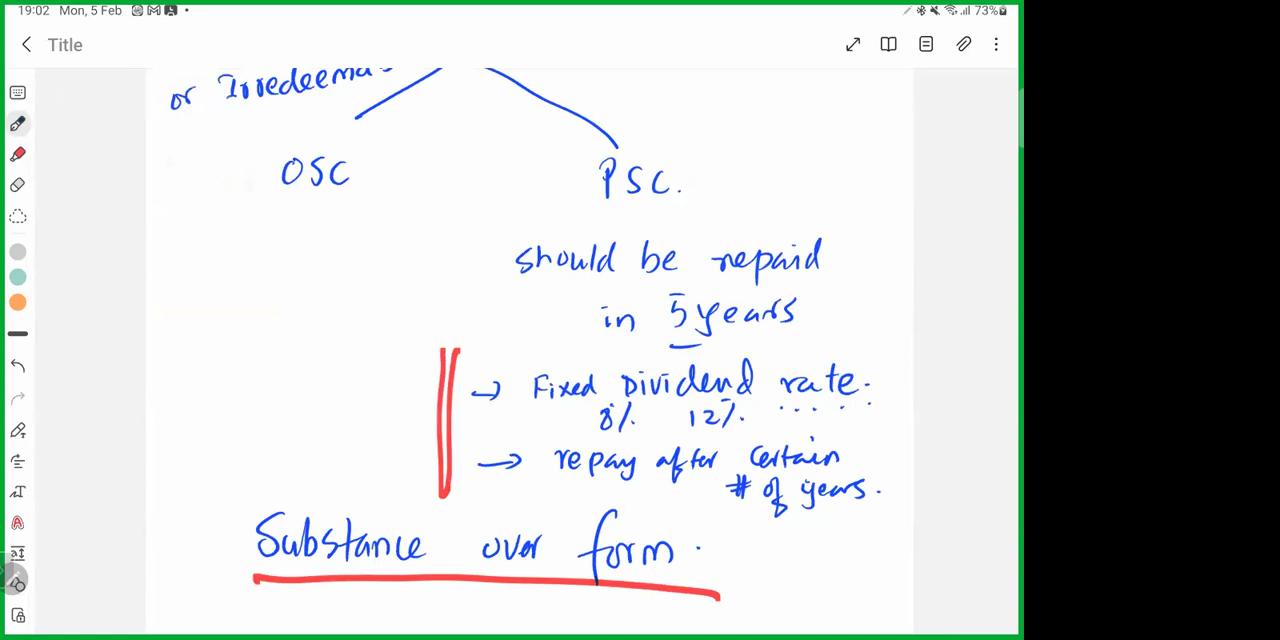 19:02 Mon, 5 Feb
73%
Title
or Irredeema
OSC PSC.
should be repaid
in 5 years
→ Fixed Dividend rate.
8% 12% .....
→ repay after certain
# of years.
Substance over form.